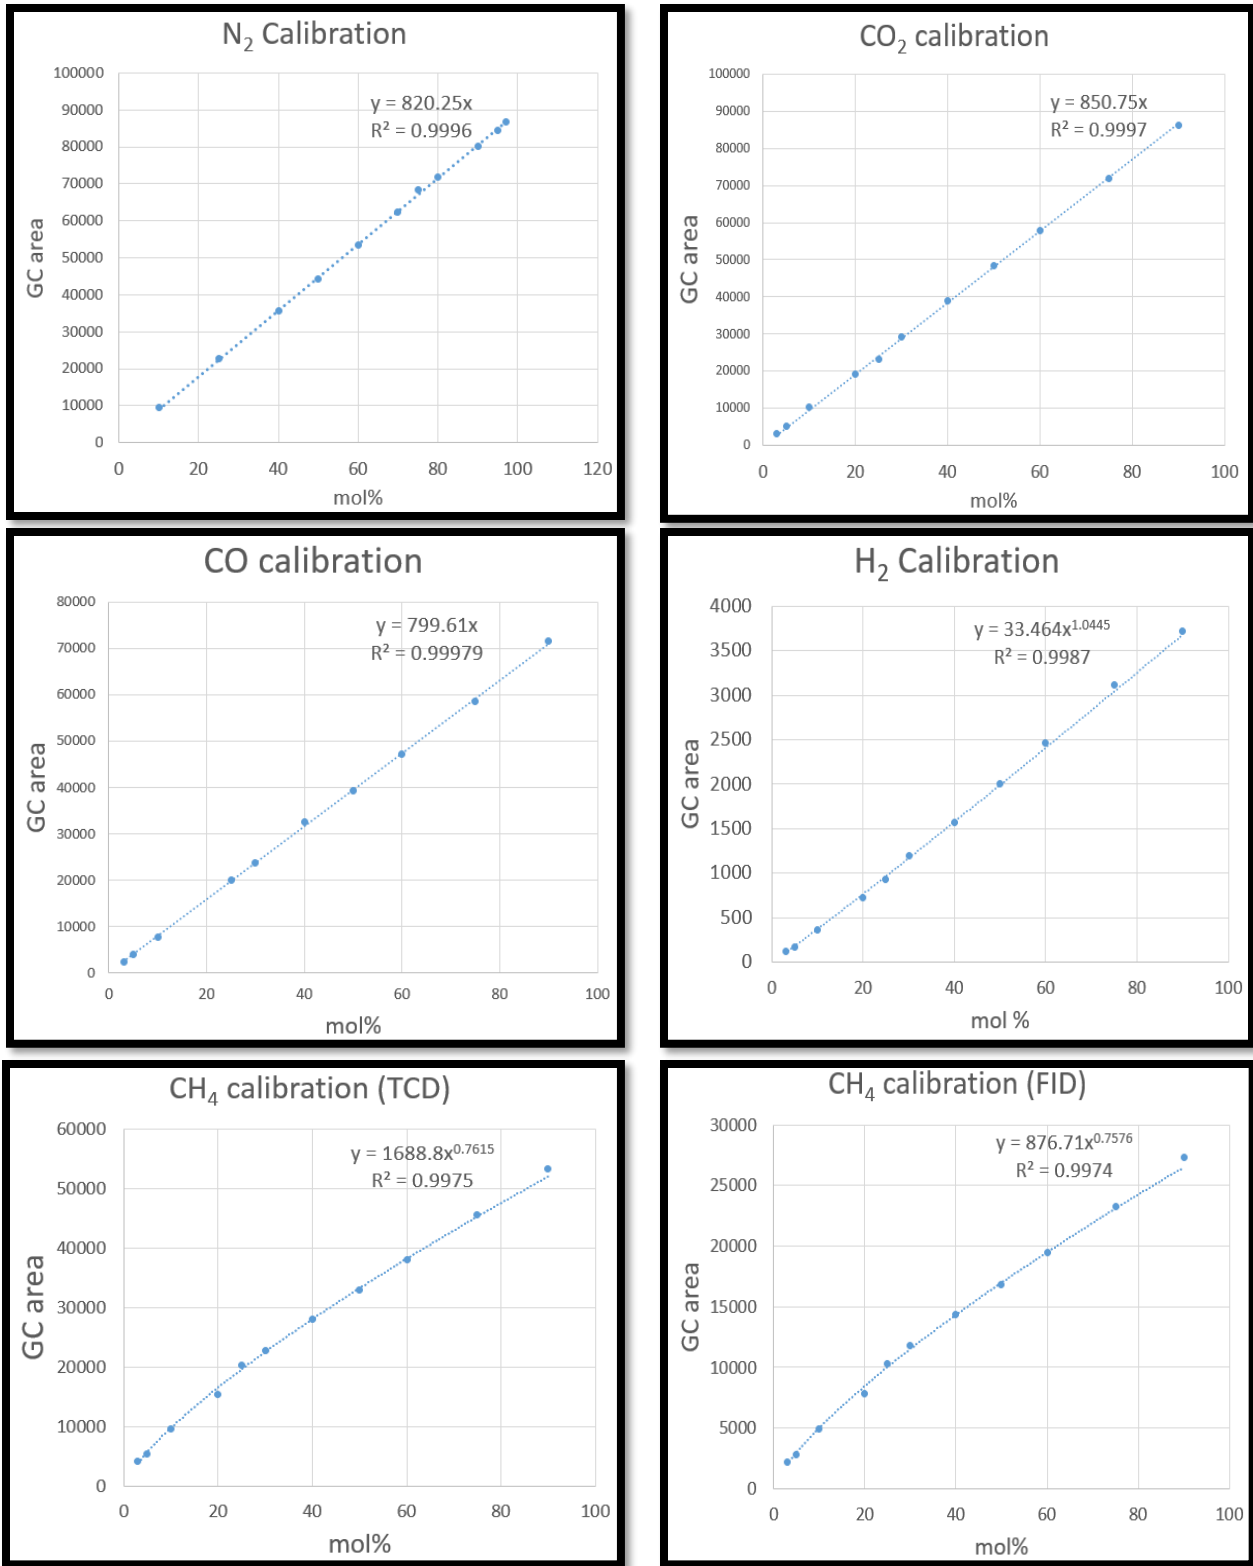 N₂ Calibration
100000
90000
80000
70000
60000
50000
40000
30000
20000
10000
0
y = 820.25x
R² = 0.9996
GC area
0 20 40 60 80 100 120
mol%
CO₂ calibration
100000
90000
80000
70000
60000
50000
40000
30000
20000
10000
0
y = 850.75x
R² = 0.9997
GC area
0 20 40 60 80 100
mol%
CO calibration
80000
70000
60000
50000
40000
30000
20000
10000
0
y = 799.61x
R² = 0.99979
GC area
0 20 40 60 80 100
mol%
H₂ Calibration
4000
3500
3000
2500
2000
1500
1000
500
0
y = 33.464x¹·⁰⁴⁴⁵
R² = 0.9987
GC area
0 20 40 60 80 100
mol %
CH₄ calibration (TCD)
60000
50000
40000
30000
20000
10000
0
y = 1688.8x⁰·⁷⁶¹⁵
R² = 0.9975
GC area
0 20 40 60 80 100
mol%
CH₄ calibration (FID)
30000
25000
20000
15000
10000
5000
0
y = 876.71x⁰·⁷⁵⁷⁶
R² = 0.9974
GC area
0 20 40 60 80 100
mol%